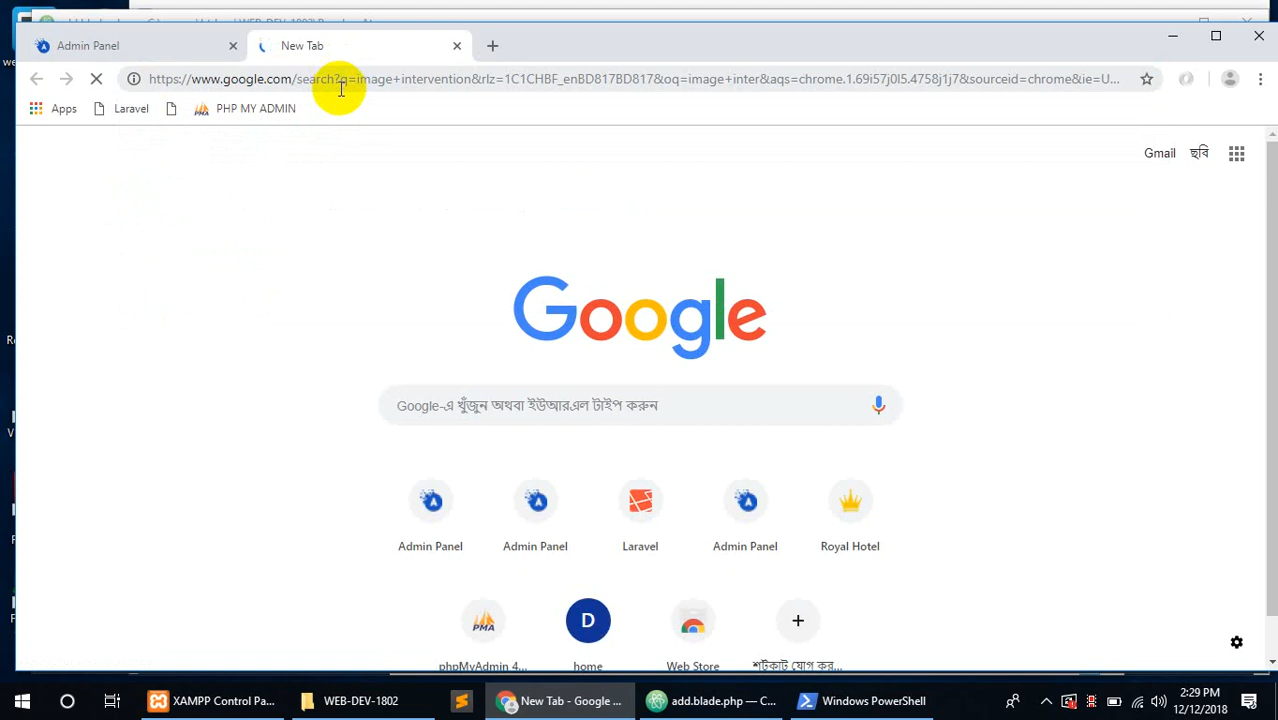 Admin Panel
New Tab
https://www.google.com/search?q=image+intervention&rlz=1C1CHBF_enBD817BD817&oq=image+inter&aqs=chrome.1.69i57j0l5.4758j1j7&sourceid=chrome&ie=U...
Apps
Laravel
PHP MY ADMIN
Gmail
ছবি
Google
Google-এ খুঁজুন অথবা ইউআরএল টাইপ করুন
Admin Panel
Admin Panel
Laravel
Admin Panel
Royal Hotel
D
phpMyAdmin 4...
home
Web Store
শর্টকাট যোগ কর...
XAMPP Control Pa...
WEB-DEV-1802
New Tab - Google ...
add.blade.php — C...
Windows PowerShell
2:29 PM
12/12/2018